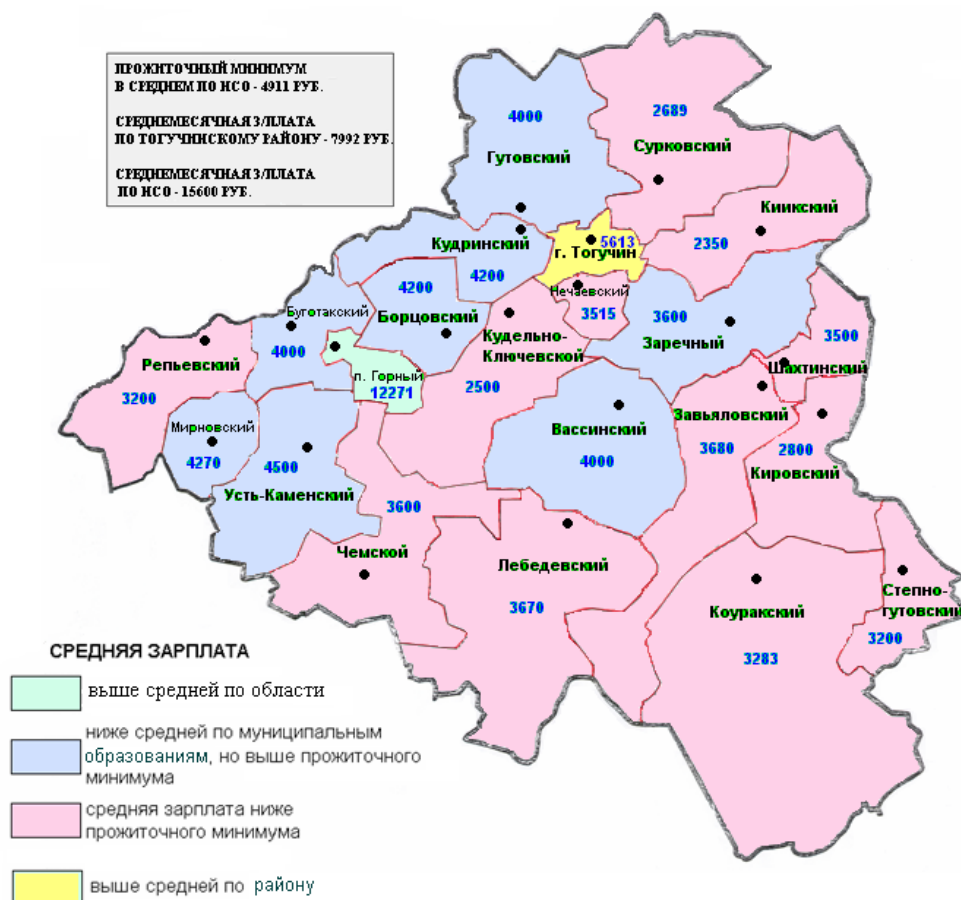 ПРОЖИТОЧНЫЙ МИНИМУМ
В СРЕДНЕМ ПО НСО - 4911 РУБ.
СРЕДНЕМЕСЯЧНАЯ З/ПЛАТА
ПО ТОГУЧИНСКОМУ РАЙОНУ - 7992 РУБ.
СРЕДНЕМЕСЯЧНАЯ З/ПЛАТА
ПО НСО - 15600 РУБ.
4000
Гутовский
2689
Сурковский
Киикский
2350
Кудринский
4200
5613
г. Тогучин
Нечаевский
3515
4200
Борцовский
Кудельно-
Ключевской
2500
3600
Заречный
3500
Шахтинский
Буготакский
4000
п. Горный
12271
Репьевский
3200
Мирновский
4270
4500
Усть-Каменский
Вассинский
4000
Завьяловский
3680
2800
Кировский
3600
Чемской
Лебедевский
3670
Коуракский
3283
Степно-
гутовский
3200
СРЕДНЯЯ ЗАРПЛАТА
выше средней по области
ниже средней по муниципальным
образованиям, но выше прожиточного
минимума
средняя зарплата ниже
прожиточного минимума
выше средней по району